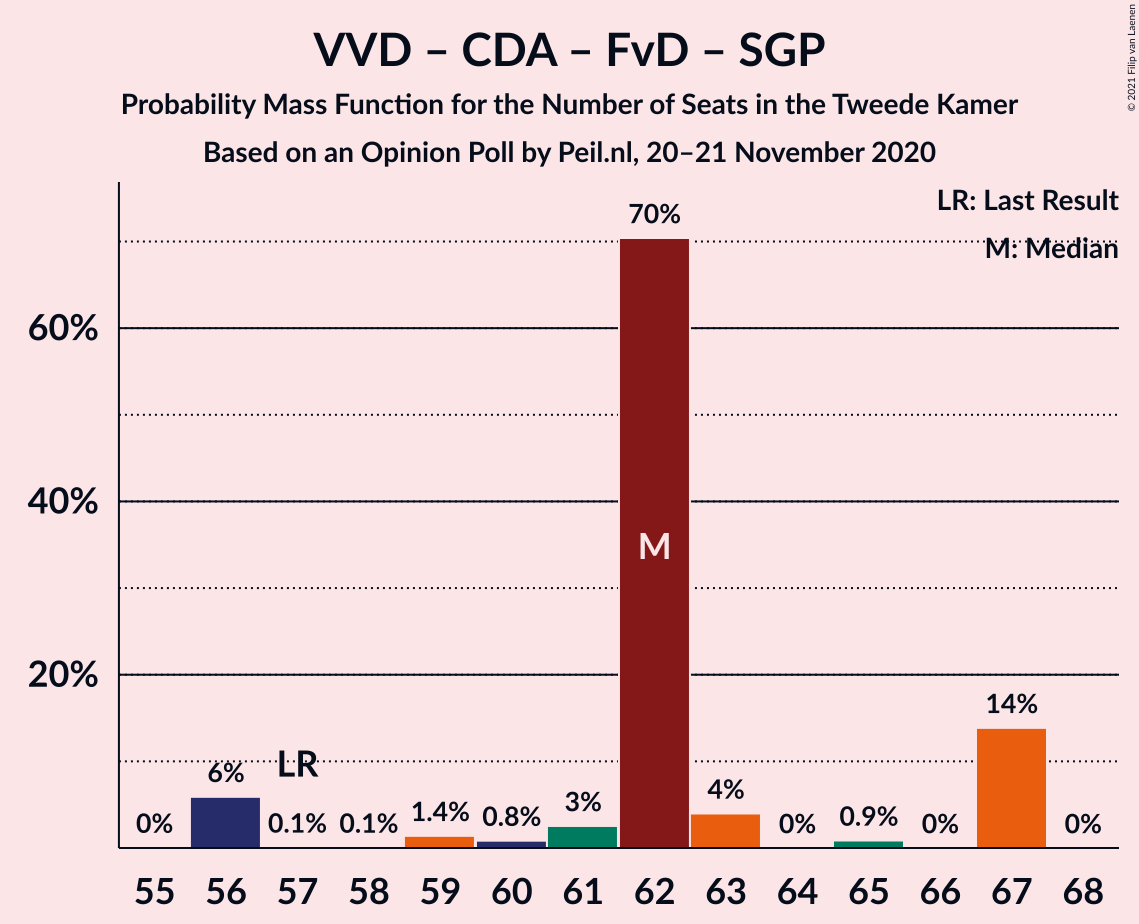 VVD – CDA – FvD – SGP
Probability Mass Function for the Number of Seats in the Tweede Kamer
Based on an Opinion Poll by Peil.nl, 20–21 November 2020
© 2021 Filip van Laenen
LR: Last Result
M: Median
60%
40%
20%
0%
6%
LR
0.1%
0.1%
1.4%
0.8%
3%
70%
M
4%
0%
0.9%
0%
14%
0%
55 56 57 58 59 60 61 62 63 64 65 66 67 68